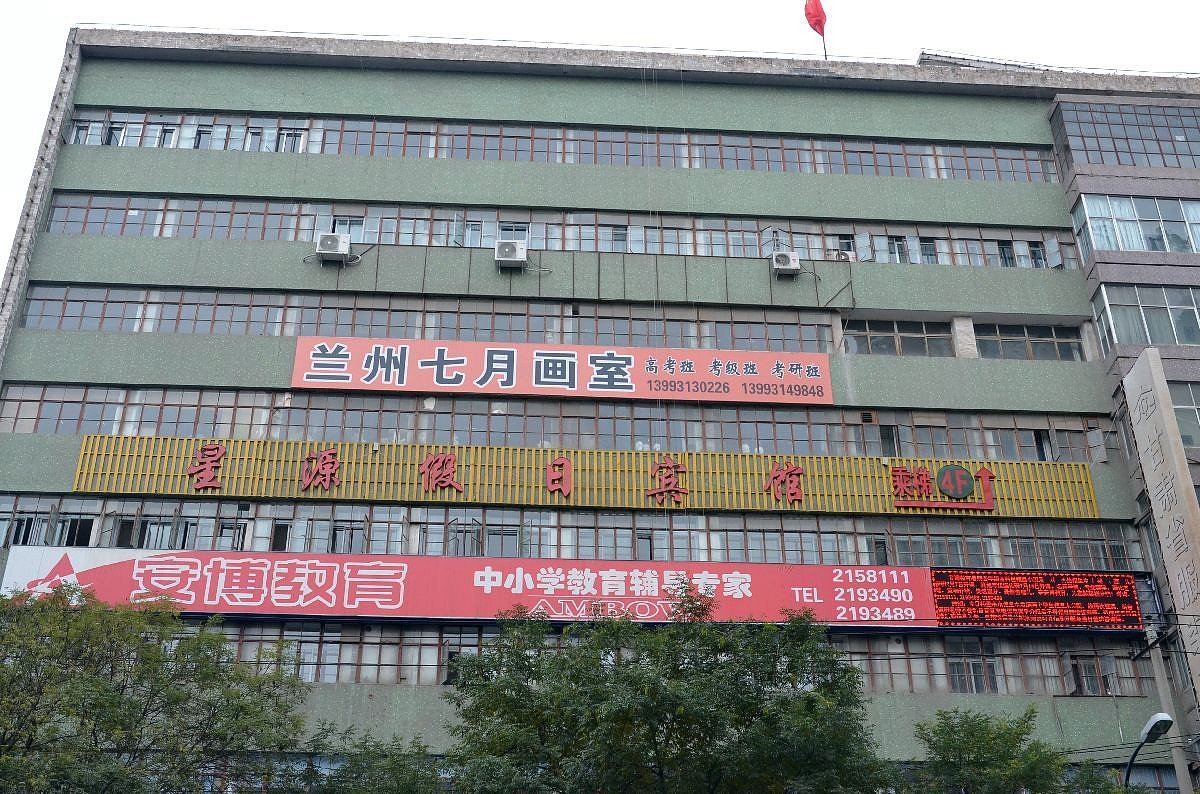 兰州七月画室
高考班 考级班 考研班
13993130226 13993149848
星源假日宾馆
乘梯 4F
安博教育
中小学教育辅导专家
AMBOW
TEL
2158111
2193490
2193489